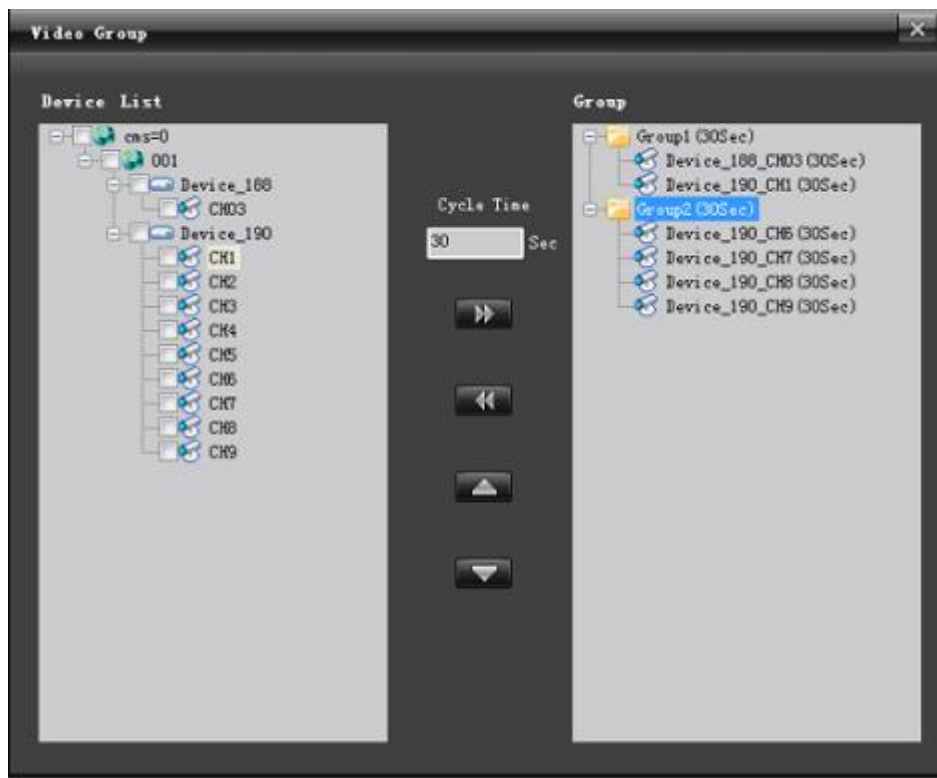 Video Group
Device List
cms=0
001
Device_188
CH03
Device_190
CH1
CH2
CH3
CH4
CH5
CH6
CH7
CH8
CH9
Cycle Time
30 Sec
Group
Group1(30Sec)
Device_188_CH03(30Sec)
Device_190_CH1(30Sec)
Group2(30Sec)
Device_190_CH6(30Sec)
Device_190_CH7(30Sec)
Device_190_CH8(30Sec)
Device_190_CH9(30Sec)